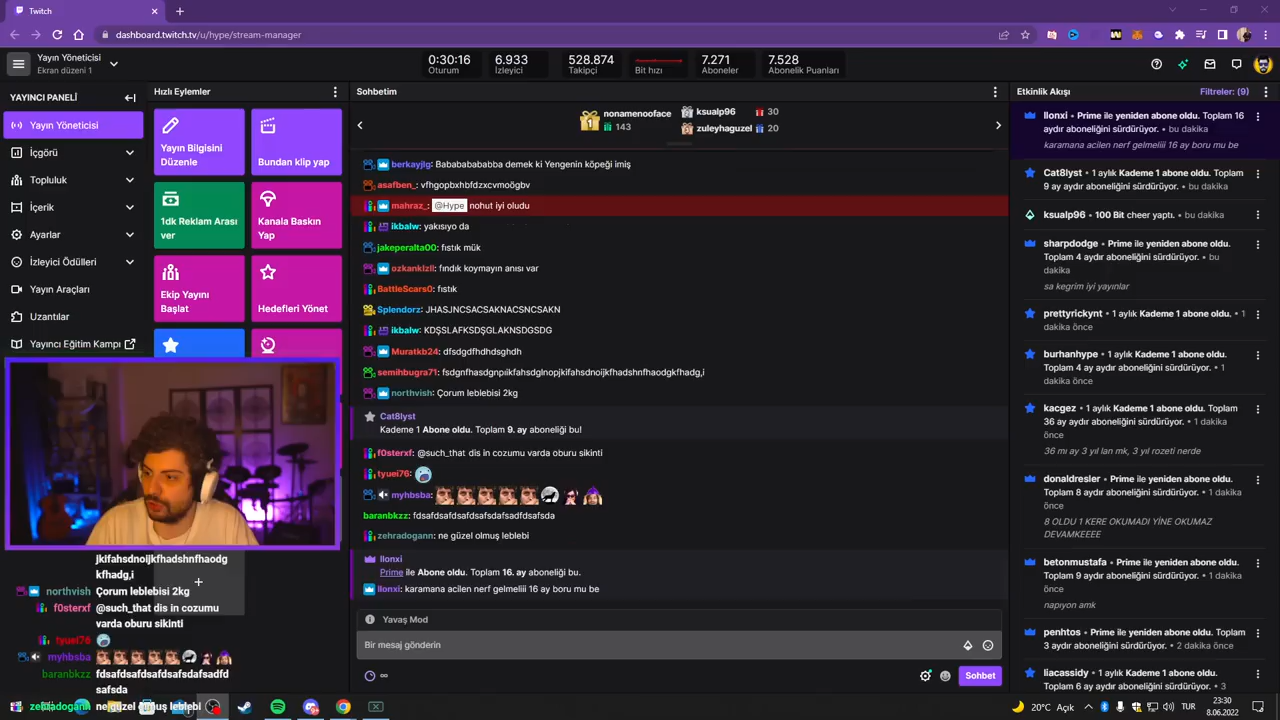 Twitch
dashboard.twitch.tv/u/hype/stream-manager
Yayın Yöneticisi
Ekran düzeni 1
0:30:16
Oturum
6.933
İzleyici
528.874
Takipçi
Bit hızı
7.271
Aboneler
7.528
Abonelik Puanları
YAYINCI PANELİ
Yayın Yöneticisi
İçgörü
Topluluk
İçerik
Ayarlar
İzleyici Ödülleri
Yayın Araçları
Uzantılar
Yayıncı Eğitim Kampı
Hızlı Eylemler
Yayın Bilgisini
Düzenle
Bundan klip yap
1dk Reklam Arası
ver
Kanala Baskın
Yap
Ekip Yayını
Başlat
Hedefleri Yönet
jkifahsdnoijkfhadshnfhaodg
kfhadg,i
northvish Çorum leblebisi 2kg
f0sterxf @such_that dis in cozumu
varda oburu sikinti
tyuei76
myhbsba
baranbkzz fdsafdsafdsafdsafsdafsadfd
safsda
zehradogann ne güzel olmuş leblebi
Sohbetim
nonamenooface
143
ksualp96 30
zuleyhaguzel 20
berkayjlg: Babababababba demek ki Yengenin köpeği imiş
asafben_: vfhgopbxhbfdzxcvmoögbv
mahraz_: @Hype nohut iyi oludu
ikbalw: yakısıyo da
jakeperalta00: fıstık mük
ozkanklzll: fındık koymayın anısı var
BattleScars0: fıstık
Splendorz: JHASJNCSACSAKNACSNCSAKN
ikbalw: KDŞSLAFKSDŞGLAKNSDGSDG
Muratkb24: dfsdgdfhdhdsghdh
semihbugra71: fsdgnfhasdgnpıikfahsdglnopjkifahsdnoijkfhadshnfhaodgkfhadg,i
northvish: Çorum leblebisi 2kg
Cat8lyst
Kademe 1 Abone oldu. Toplam 9. ay aboneliği bu!
f0sterxf: @such_that dis in cozumu varda oburu sikinti
tyuei76:
myhbsba:
baranbkzz: fdsafdsafdsafdsafsdafsadfdsafsda
zehradogann: ne güzel olmuş leblebi
llonxi
Prime ile Abone oldu. Toplam 16. ay aboneliği bu.
llonxi: karamana acilen nerf gelmeliii 16 ay boru mu be
Yavaş Mod
Bir mesaj gönderin
Sohbet
Etkinlik Akışı
Filtreler: (9)
llonxi • Prime ile yeniden abone oldu. Toplam 16
aydır aboneliğini sürdürüyor. • bu dakika
karamana acilen nerf gelmeliii 16 ay boru mu be
Cat8lyst • 1 aylık Kademe 1 abone oldu. Toplam
9 ay aydır aboneliğini sürdürüyor. • bu dakika
ksualp96 • 100 Bit cheer yaptı. • bu dakika
sharpdodge • Prime ile yeniden abone oldu.
Toplam 4 aydır aboneliğini sürdürüyor. • bu
dakika
sa kegrim iyi yayınlar
prettyrickynt • 1 aylık Kademe 1 abone oldu. • 1
dakika önce
burhanhype • 1 aylık Kademe 1 abone oldu.
Toplam 4 ay aydır aboneliğini sürdürüyor. • 1
dakika önce
kacgez • 1 aylık Kademe 1 abone oldu. Toplam
36 ay aydır aboneliğini sürdürüyor. • 1 dakika
önce
36 mı ay 3 yıl lan mk, 3 yıl rozeti nerde
donaldresler • Prime ile yeniden abone oldu.
Toplam 8 aydır aboneliğini sürdürüyor. • 1 dakika
önce
8 OLDU 1 KERE OKUMADI YİNE OKUMAZ
DEVAMKEEEE
betonmustafa • Prime ile yeniden abone oldu.
Toplam 9 aydır aboneliğini sürdürüyor. • 1 dakika
önce
napıyon amk
penhtos • Prime ile yeniden abone oldu. Toplam
3 aydır aboneliğini sürdürüyor. • 2 dakika önce
liacassidy • 1 aylık Kademe 1 abone oldu.
Toplam 6 ay aydır aboneliğini sürdürüyor. • 3
20°C Açık
TUR
23:30
8.06.2022